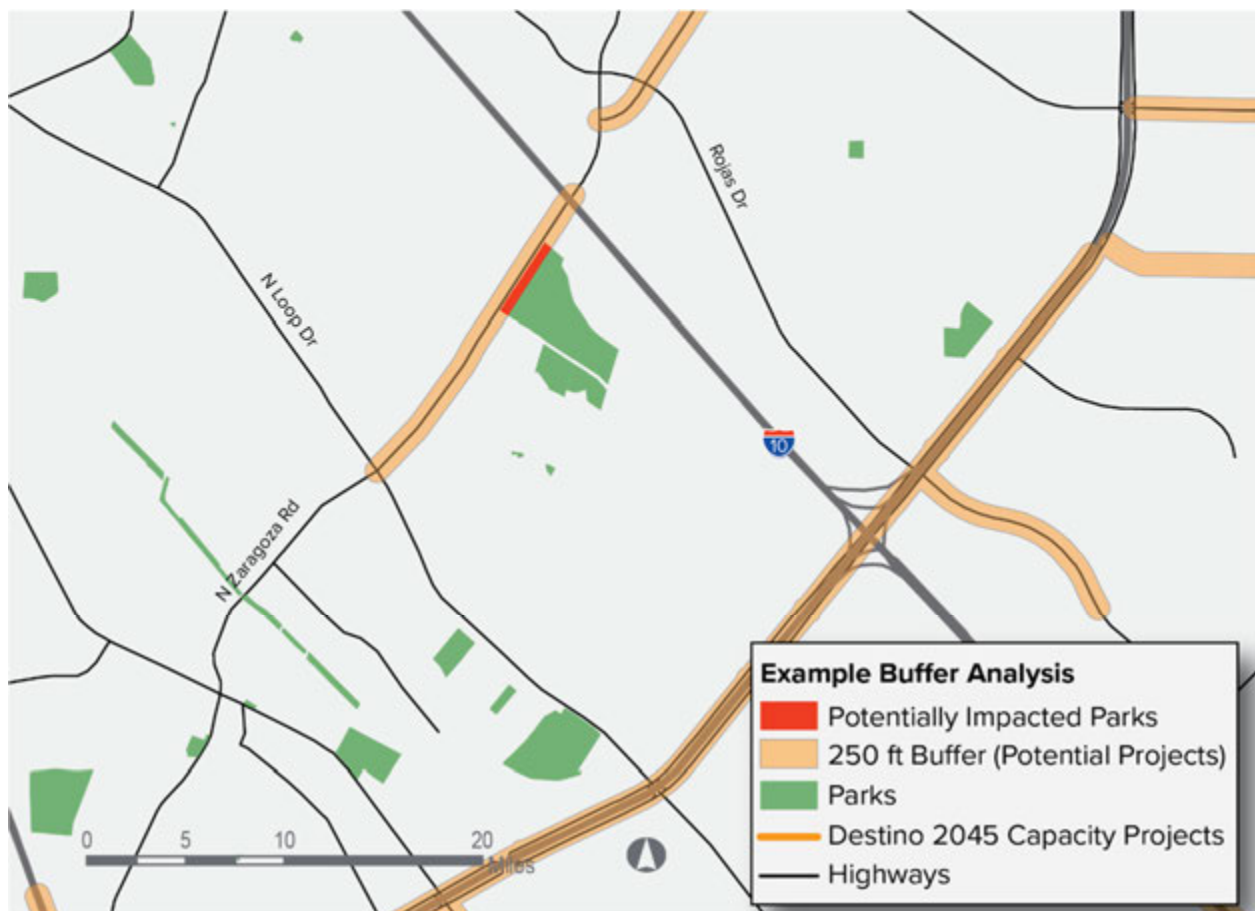 Rojas Dr
N Loop Dr
10
N Zaragoza Rd
Example Buffer Analysis
Potentially Impacted Parks
250 ft Buffer (Potential Projects)
Parks
Destino 2045 Capacity Projects
Highways
0 5 10 20
Miles